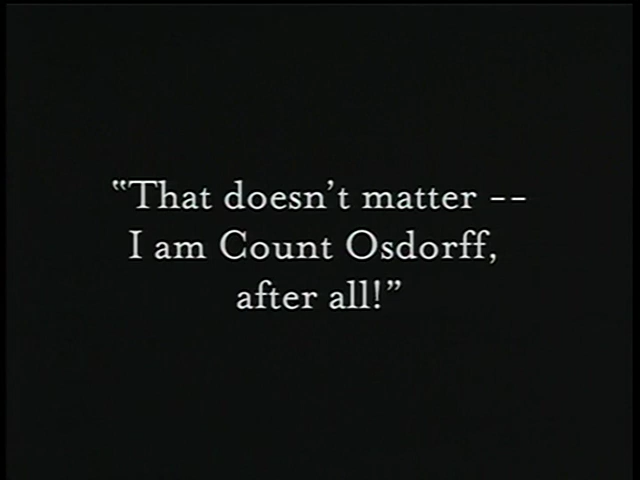 “That doesn’t matter --
I am Count Osdorff,
after all!”